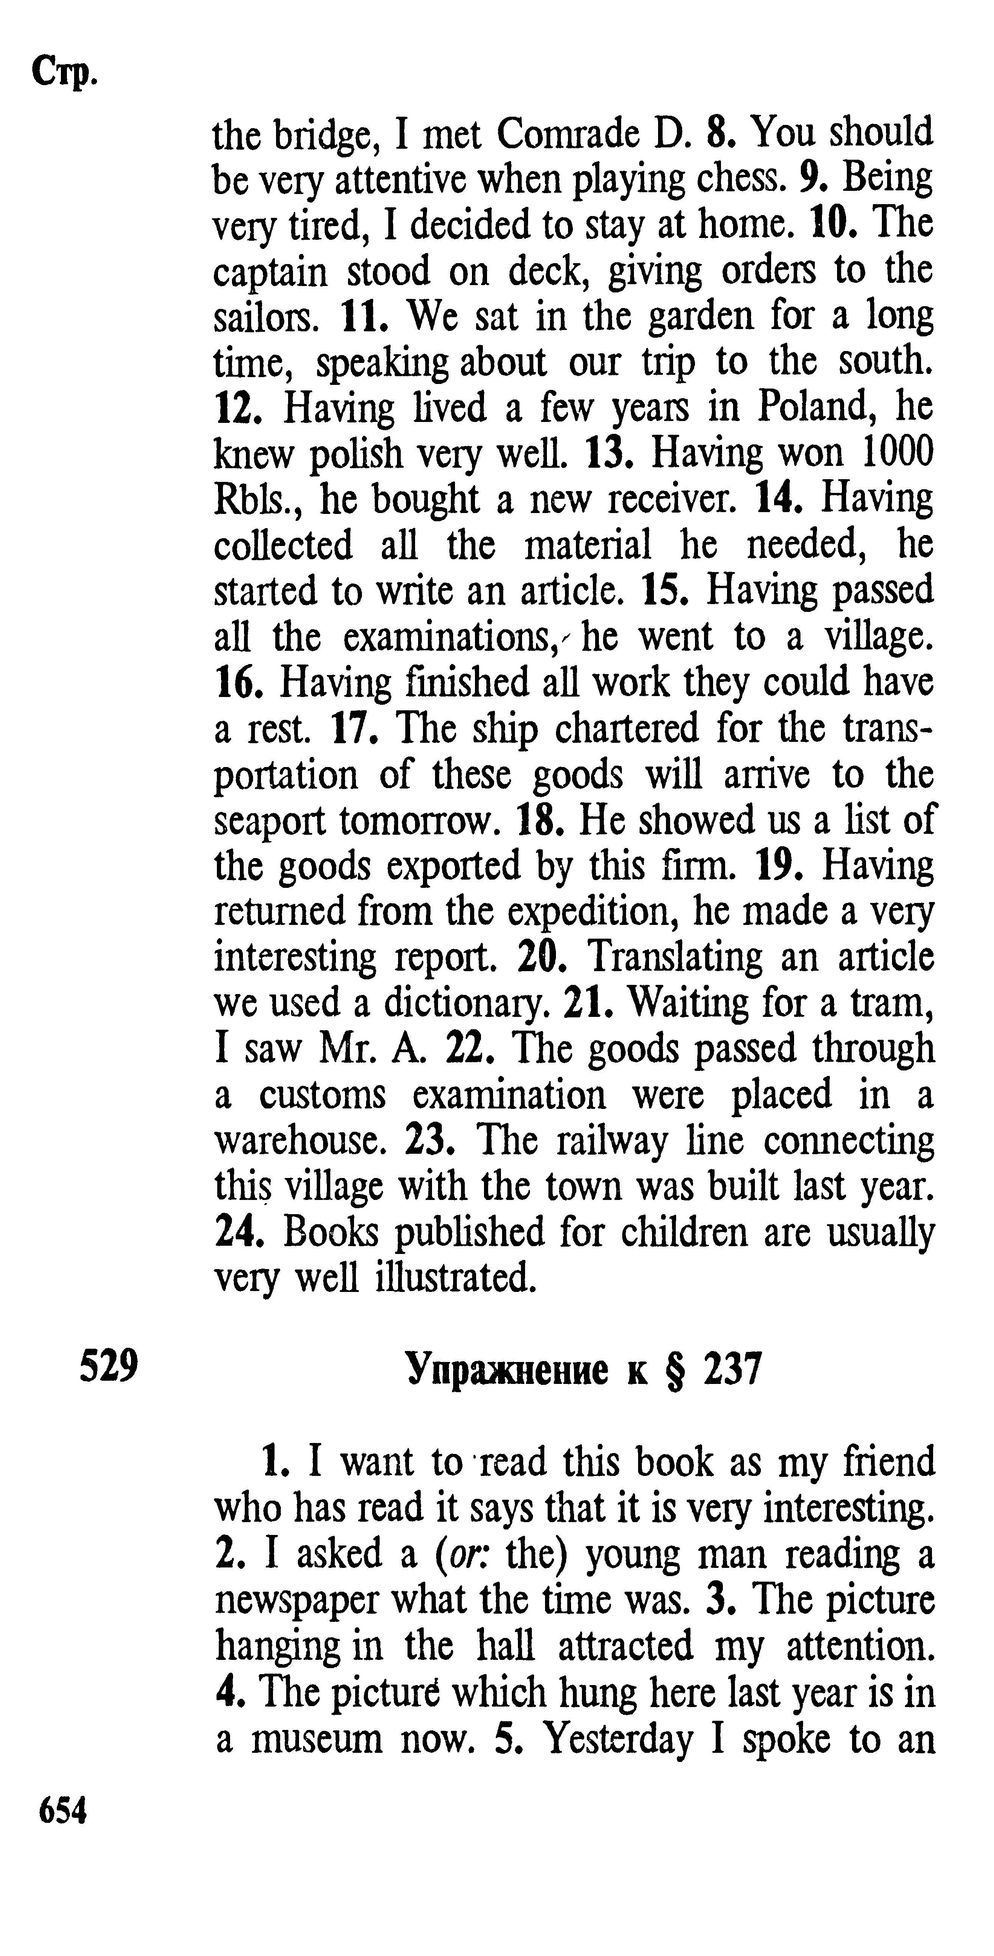 Стр.
the bridge, I met Comrade D. 8. You should
be very attentive when playing chess. 9. Being
very tired, I decided to stay at home. 10. The
captain stood on deck, giving orders to the
sailors. 11. We sat in the garden for a long
time, speaking about our trip to the south.
12. Having lived a few years in Poland, he
knew polish very well. 13. Having won 1000
Rbls., he bought a new receiver. 14. Having
collected all the material he needed, he
started to write an article. 15. Having passed
all the examinations, he went to a village.
16. Having finished all work they could have
a rest. 17. The ship chartered for the trans-
portation of these goods will arrive to the
seaport tomorrow. 18. He showed us a list of
the goods exported by this firm. 19. Having
returned from the expedition, he made a very
interesting report. 20. Translating an article
we used a dictionary. 21. Waiting for a tram,
I saw Mr. A. 22. The goods passed through
a customs examination were placed in a
warehouse. 23. The railway line connecting
this village with the town was built last year.
24. Books published for children are usually
very well illustrated.
529 Упражнение к § 237
1. I want to read this book as my friend
who has read it says that it is very interesting.
2. I asked a (or: the) young man reading a
newspaper what the time was. 3. The picture
hanging in the hall attracted my attention.
4. The picture which hung here last year is in
a museum now. 5. Yesterday I spoke to an
654